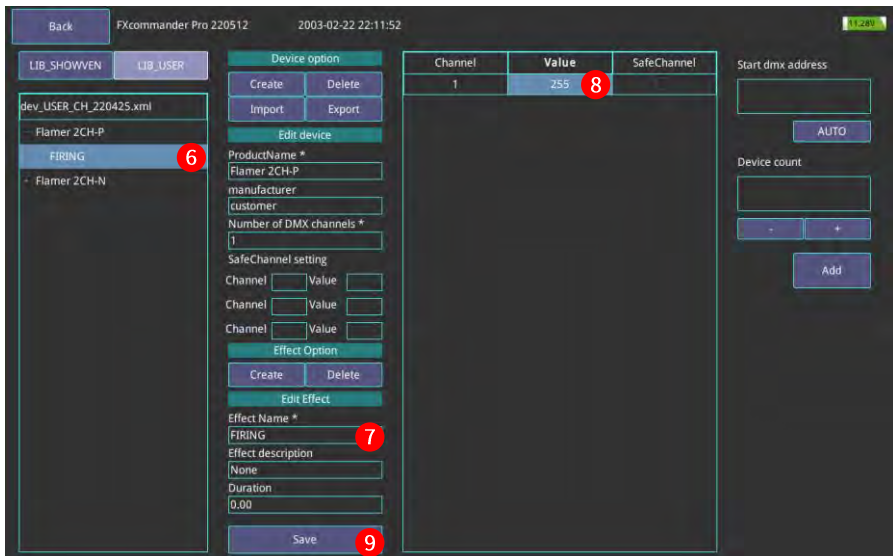 Back FXcommander Pro 220512 2003-02-22 22:11:52 11.28V
LIB_SHOWVEN LIB_USER
dev_USER_CH_220425.xml
Flamer 2CH-P
FIRING 6
- Flamer 2CH-N
Device option
Create Delete
Import Export
Edit device
ProductName *
Flamer 2CH-P
manufacturer
customer
Number of DMX channels *
1
SafeChannel setting
Channel Value
Channel Value
Channel Value
Effect Option
Create Delete
Edit Effect
Effect Name *
FIRING 7
Effect description
None
Duration
0.00
Save 9
Channel Value SafeChannel
1 255 8
Start dmx address
AUTO
Device count
- +
Add